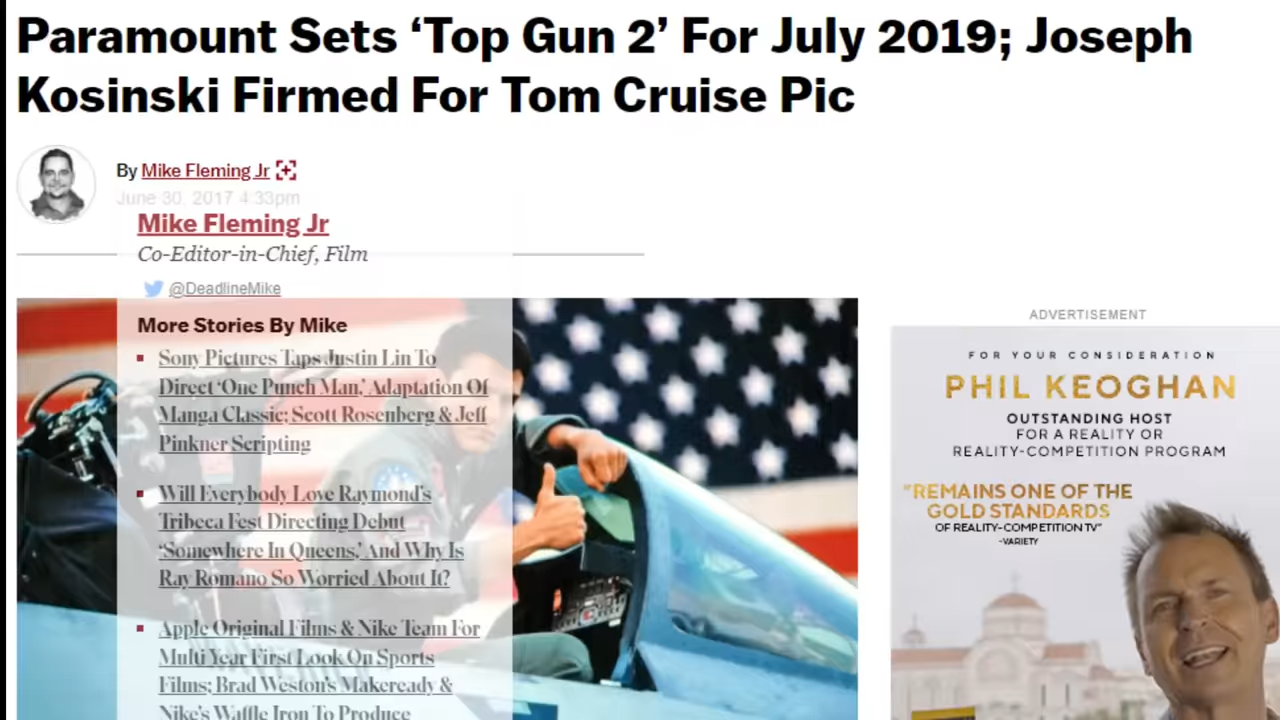 Paramount Sets ‘Top Gun 2’ For July 2019; Joseph
Kosinski Firmed For Tom Cruise Pic
By Mike Fleming Jr
June 30, 2017 4:33pm
Mike Fleming Jr
Co-Editor-in-Chief, Film
@DeadlineMike
More Stories By Mike
Sony Pictures Taps Justin Lin To
Direct ‘One Punch Man,’ Adaptation Of
Manga Classic; Scott Rosenberg & Jeff
Pinkner Scripting
Will Everybody Love Raymond’s
Tribeca Fest Directing Debut
‘Somewhere In Queens,’ And Why Is
Ray Romano So Worried About It?
Apple Original Films & Nike Team For
Multi Year First Look On Sports
Films; Brad Weston’s Makeready &
Nike’s Waffle Iron To Produce
ADVERTISEMENT
FOR YOUR CONSIDERATION
PHIL KEOGHAN
OUTSTANDING HOST
FOR A REALITY OR
REALITY-COMPETITION PROGRAM
“REMAINS ONE OF THE
GOLD STANDARDS
OF REALITY-COMPETITION TV”
-VARIETY